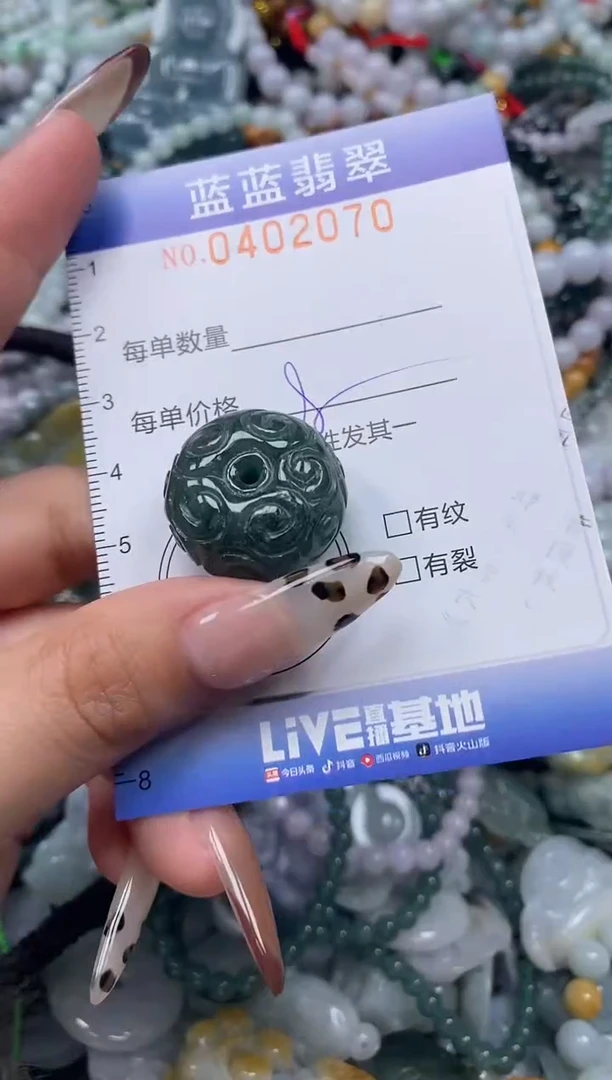 蓝蓝翡翠
NO.0402070
1
2
每单数量
3
每单价格
性发其一
4
5
有纹
有裂
LiVE直播基地
今日头条 抖音 西瓜视频 抖音火山版
8